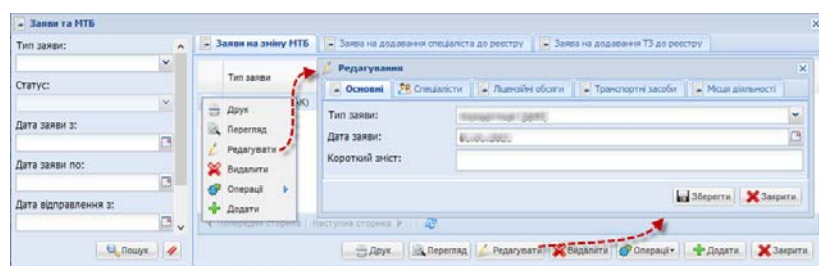 Заяви та МТБ
Тип заяви:
Статус:
Дата заяви з:
Дата заяви по:
Дата відправлення з:
Пошук
Заяви на зміну МТБ
Заява на додавання спеціаліста до реєстру
Заява на додавання ТЗ до реєстру
Тип заяви
Друк
Перегляд
Редагувати
Видалити
Операції
Додати
Редагування
Основні
Спеціалісти
Ліцензійні обсяги
Транспортні засоби
Місця діяльності
Тип заяви:
Дата заяви:
Короткий зміст:
Зберегти
Закрити
Попередня сторінка
Наступна сторінка
Друк
Перегляд
Редагувати
Видалити
Операції
Додати
Закрити